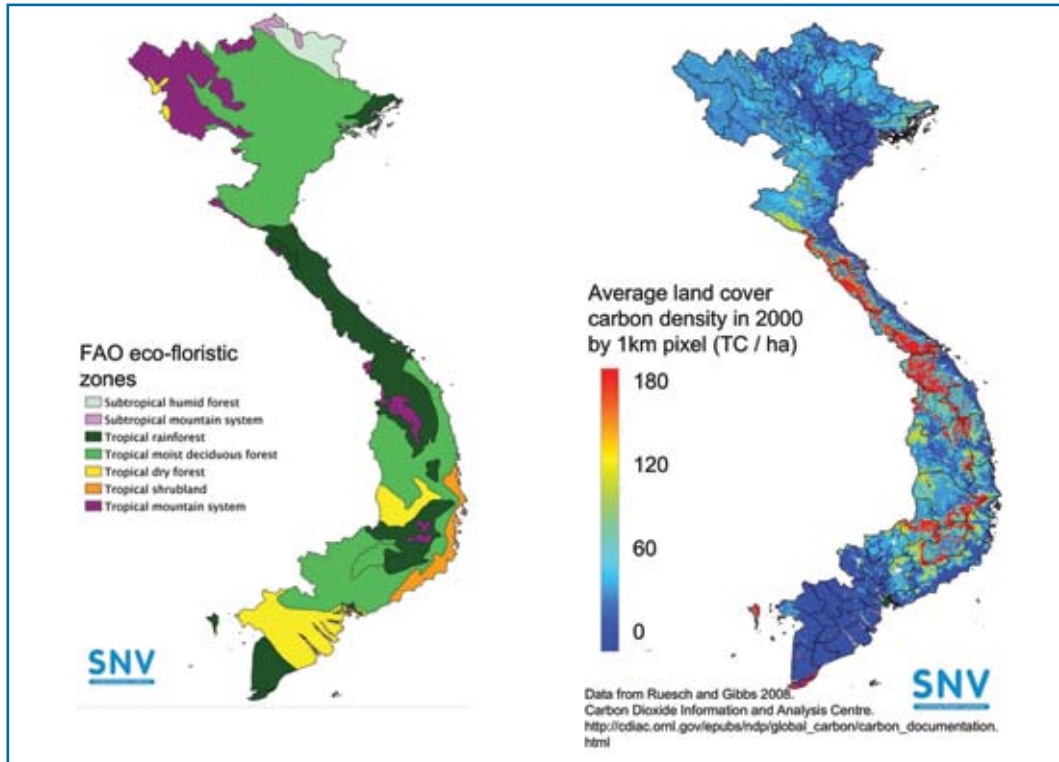 FAO eco-floristic
zones
Subtropical humid forest
Subtropical mountain system
Tropical rainforest
Tropical moist deciduous forest
Tropical dry forest
Tropical shrubland
Tropical mountain system
SNV
Average land cover
carbon density in 2000
by 1km pixel (TC / ha)
180
120
60
0
Data from Ruesch and Gibbs 2008.
Carbon Dioxide Information and Analysis Centre.
http://cdiac.ornl.gov/epubs/ndp/global_carbon/carbon_documentation.
html
SNV